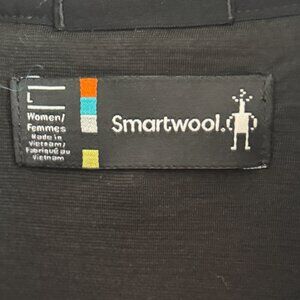 L
Women/
Femmes
Made in
Vietnam/
Fabriqué au
Vietnam
Smartwool.